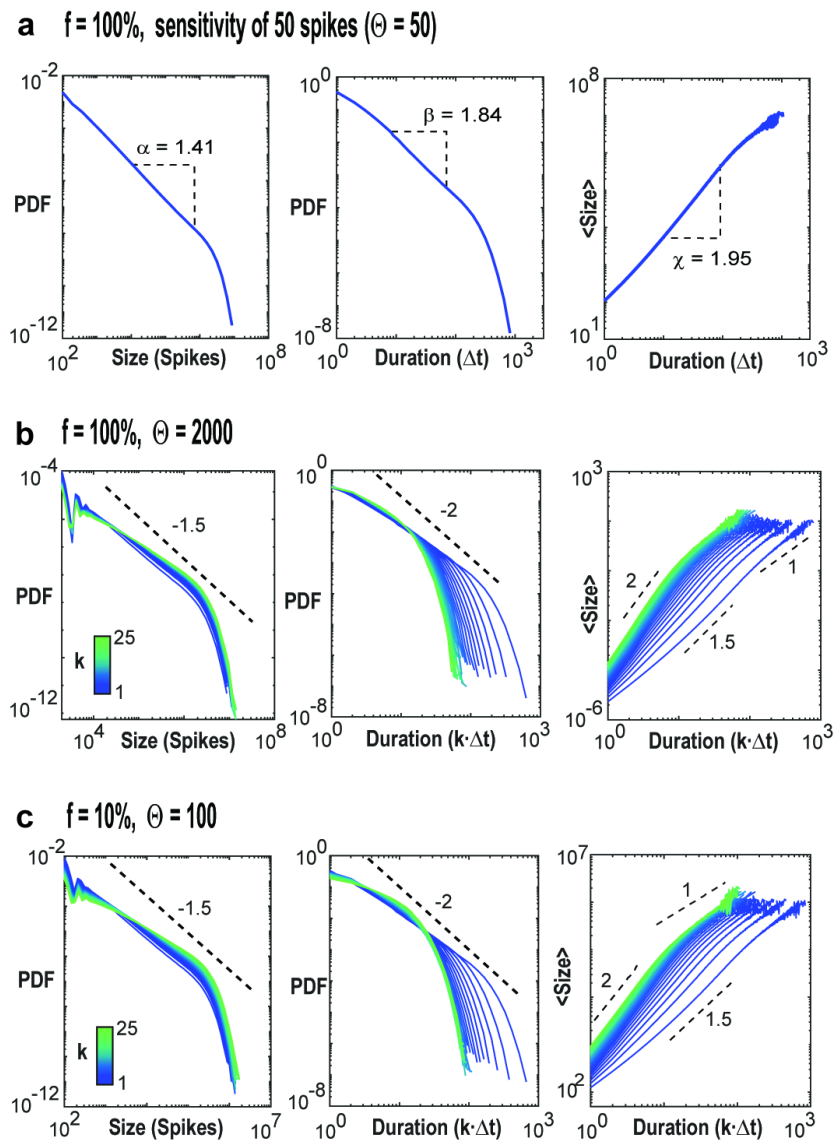 a f = 100%, sensitivity of 50 spikes (Θ = 50)
10^-2
α = 1.41
PDF
10^-12
10^2
Size (Spikes)
10^8
10^0
β = 1.84
PDF
10^-8
10^0
Duration (Δt)
10^3
10^8
<Size>
χ = 1.95
10^1
10^0
Duration (Δt)
10^3
b f = 100%, Θ = 2000
10^-4
-1.5
PDF
k
25
1
10^-12
10^4
Size (Spikes)
10^8
10^0
-2
PDF
10^-8
10^0
Duration (k·Δt)
10^3
10^3
<Size>
2
1
1.5
10^-6
10^0
Duration (k·Δt)
10^3
c f = 10%, Θ = 100
10^-2
-1.5
PDF
k
25
1
10^-12
10^2
Size (Spikes)
10^7
10^0
-2
PDF
10^-8
10^0
Duration (k·Δt)
10^3
10^7
<Size>
1
2
1.5
10^2
10^0
Duration (k·Δt)
10^3